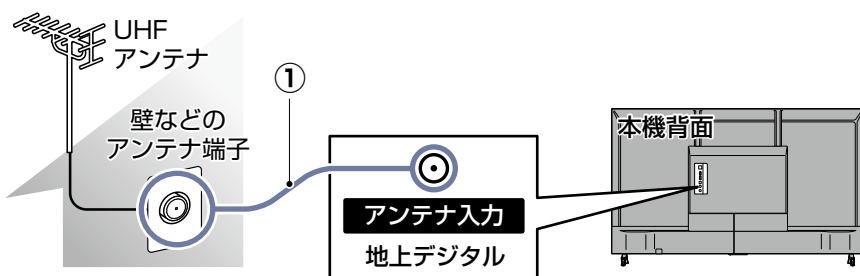 UHF
アンテナ
①
壁などの
アンテナ端子
アンテナ入力
地上デジタル
本機背面